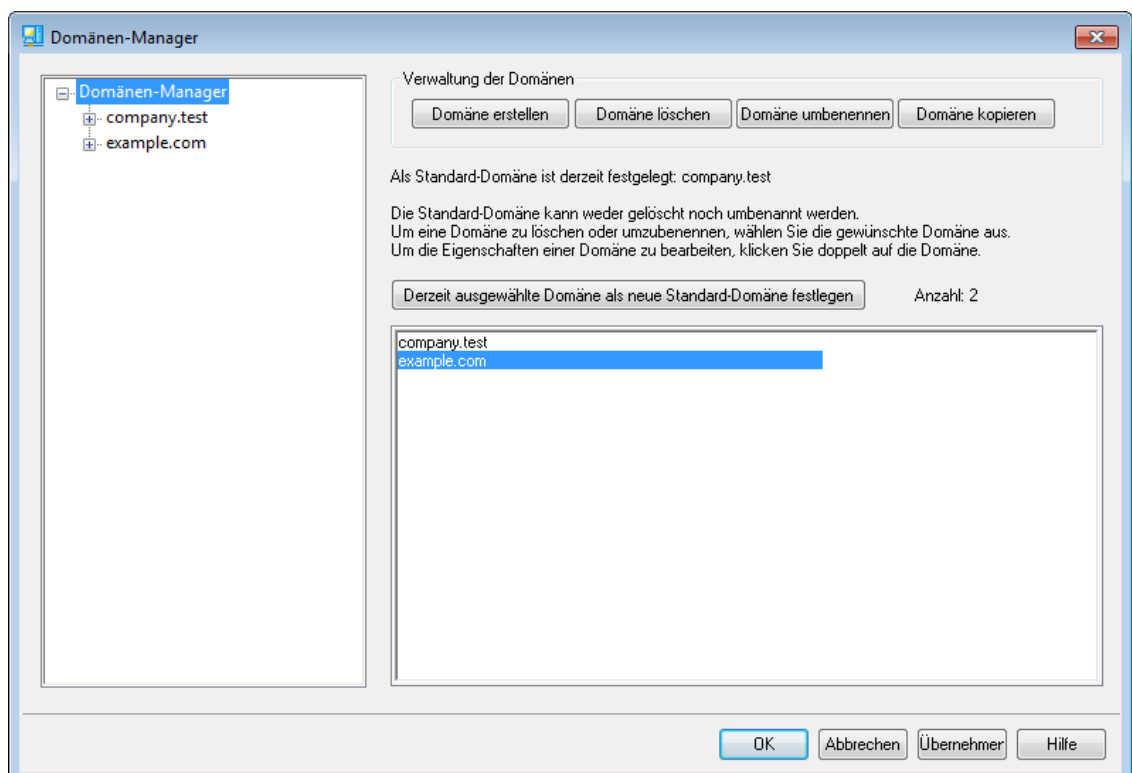 Domänen-Manager
Domänen-Manager
company.test
example.com
Verwaltung der Domänen
Domäne erstellen Domäne löschen Domäne umbenennen Domäne kopieren
Als Standard-Domäne ist derzeit festgelegt: company.test
Die Standard-Domäne kann weder gelöscht noch umbenannt werden.
Um eine Domäne zu löschen oder umzubenennen, wählen Sie die gewünschte Domäne aus.
Um die Eigenschaften einer Domäne zu bearbeiten, klicken Sie doppelt auf die Domäne.
Derzeit ausgewählte Domäne als neue Standard-Domäne festlegen Anzahl: 2
company.test
example.com
OK Abbrechen Übernehmer Hilfe